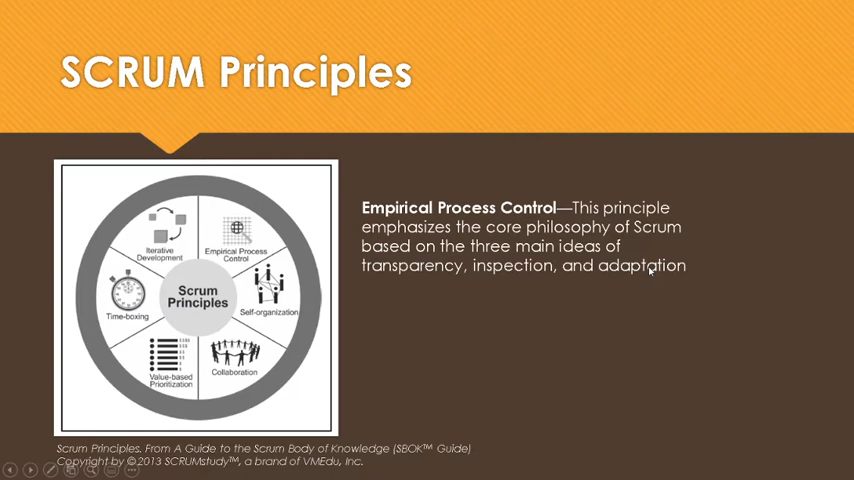 SCRUM Principles
Iterative
Development
Empirical Process
Control
Scrum
Principles
Time-boxing
Self-organization
Value-based
Prioritization
Collaboration
Empirical Process Control—This principle
emphasizes the core philosophy of Scrum
based on the three main ideas of
transparency, inspection, and adaptation
Scrum Principles. From A Guide to the Scrum Body of Knowledge (SBOK™ Guide)
Copyright by ©2013 SCRUMstudy™, a brand of VMEdu, Inc.